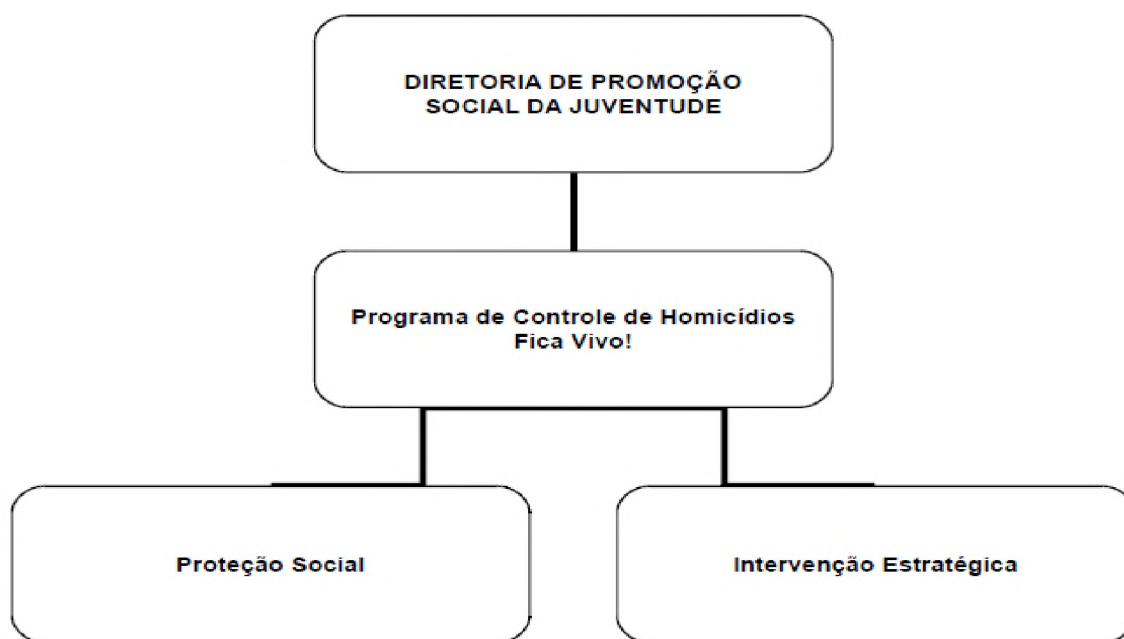 DIRETORIA DE PROMOÇÃO
SOCIAL DA JUVENTUDE
Programa de Controle de Homicídios
Fica Vivo!
Proteção Social
Intervenção Estratégica